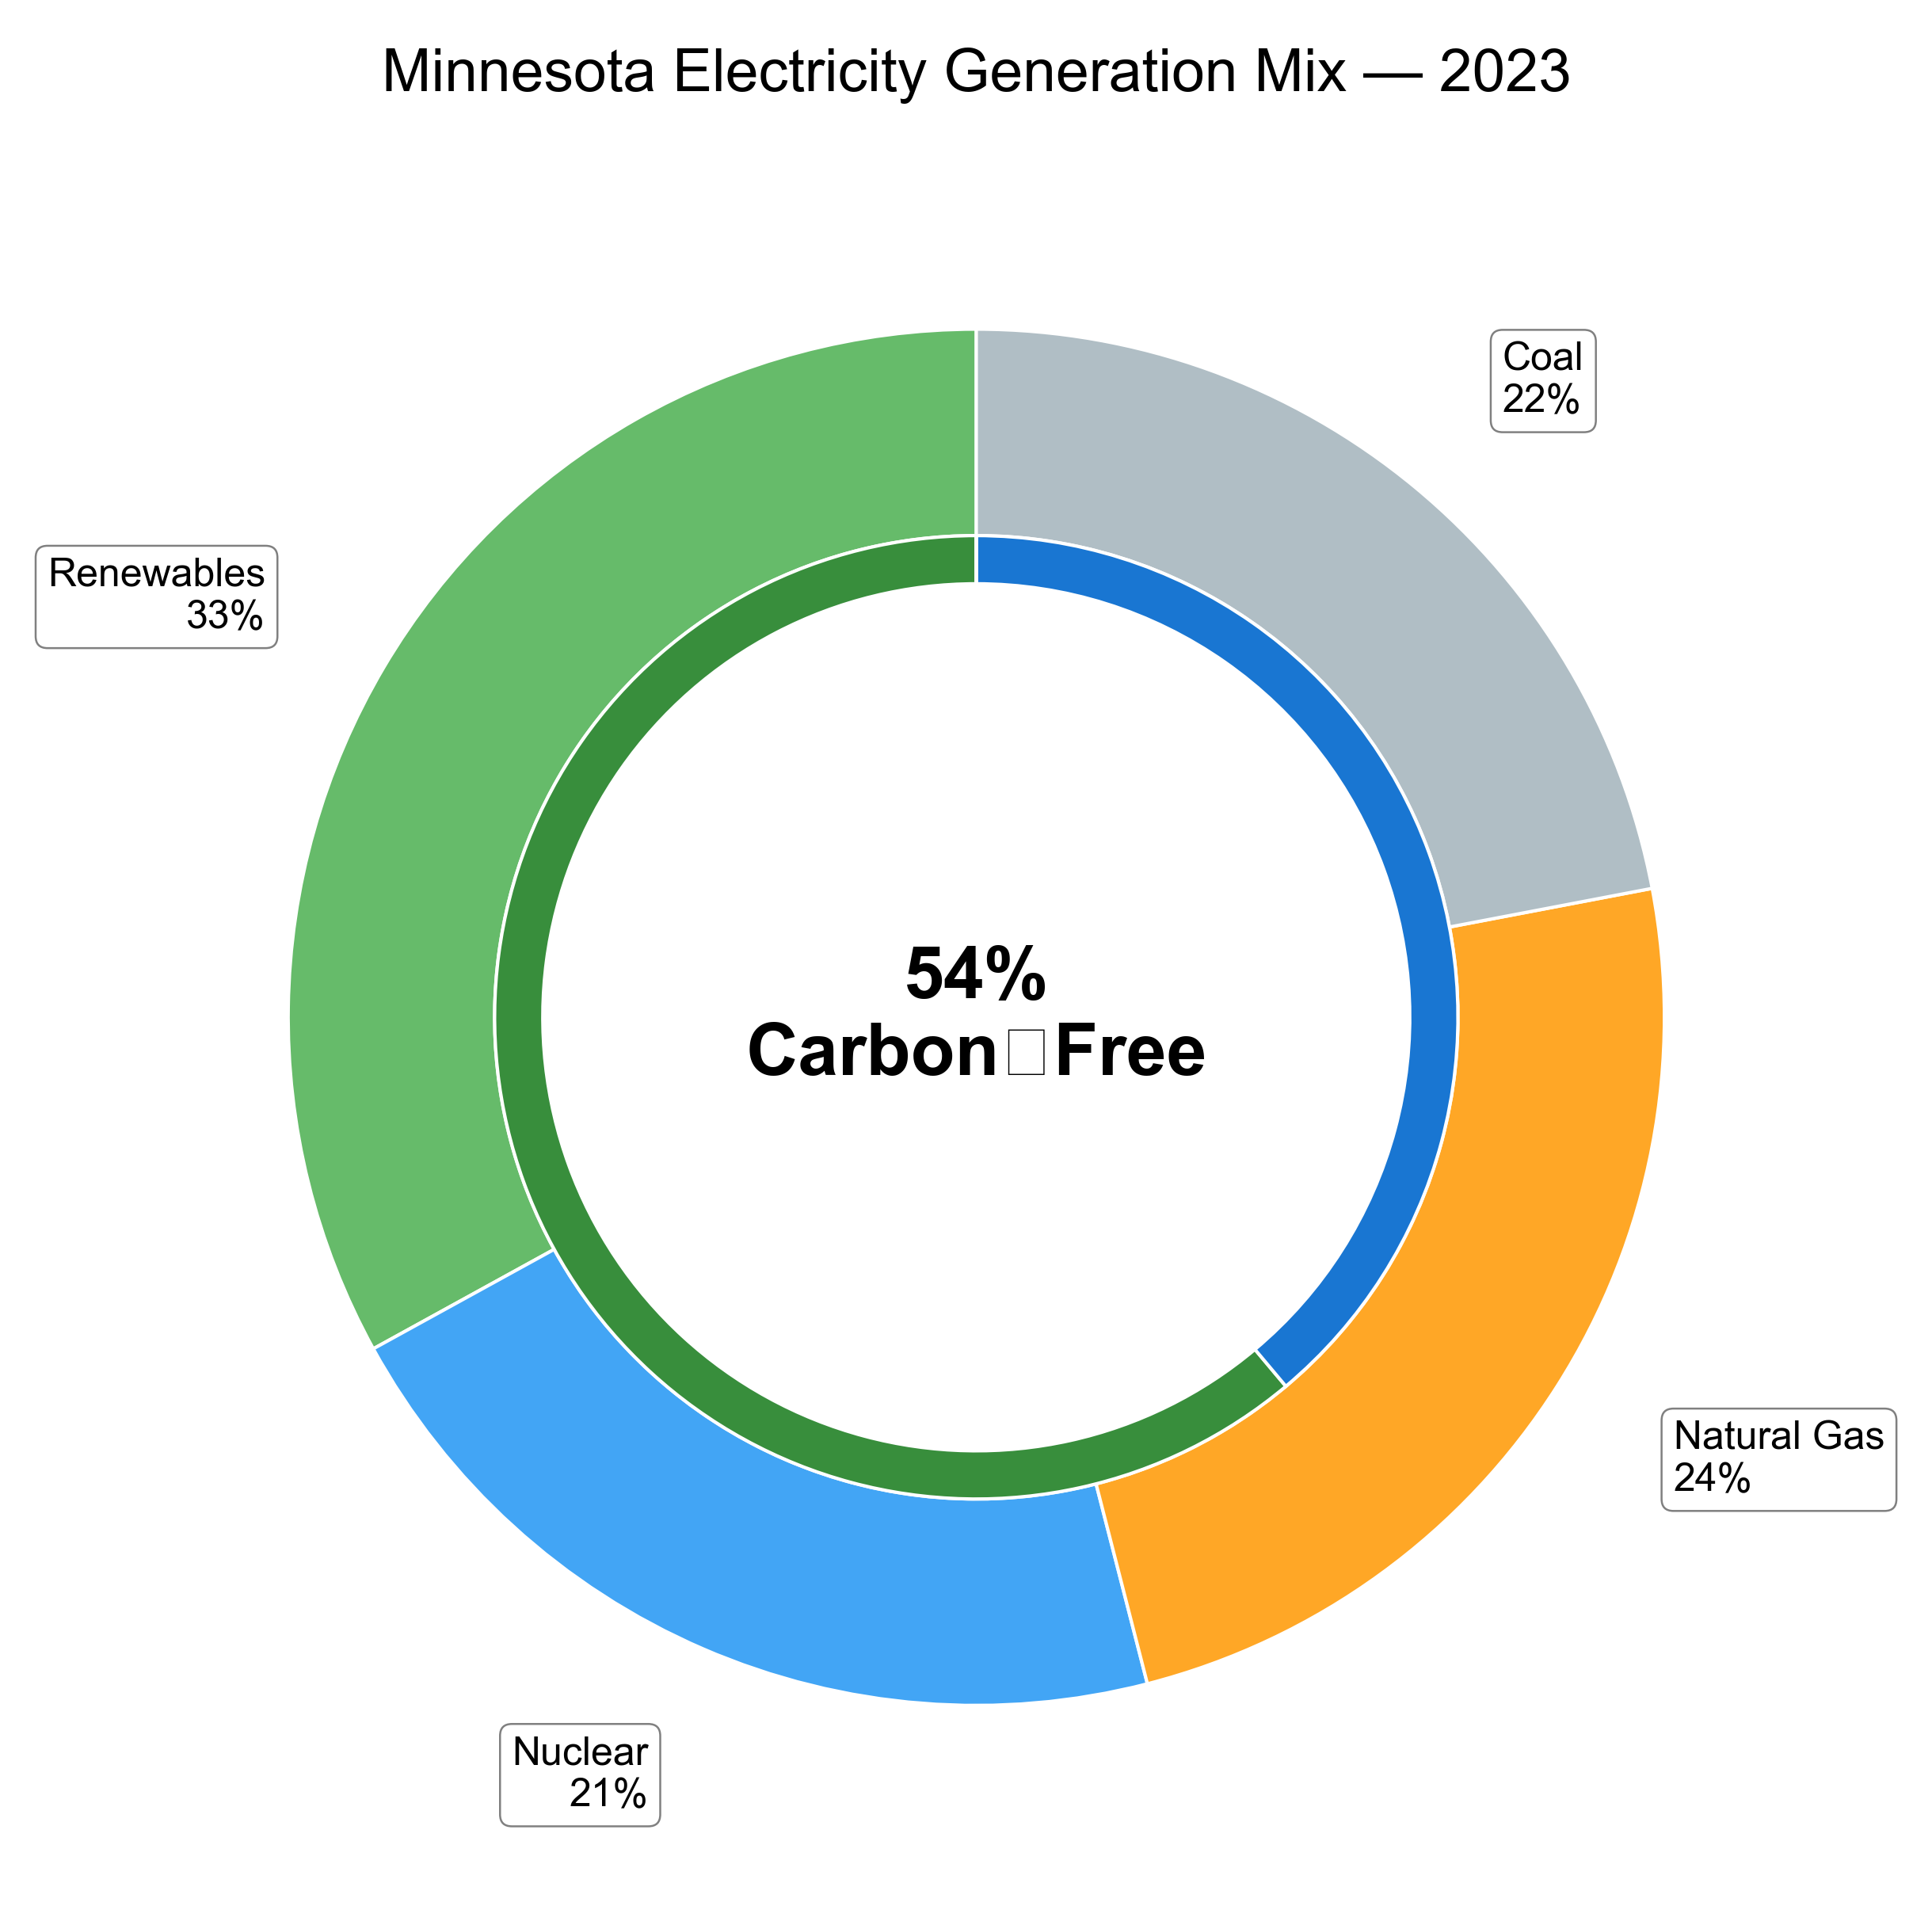 Minnesota Electricity Generation Mix — 2023
Coal
22%
Renewables
33%
54%
Carbon□Free
Natural Gas
24%
Nuclear
21%